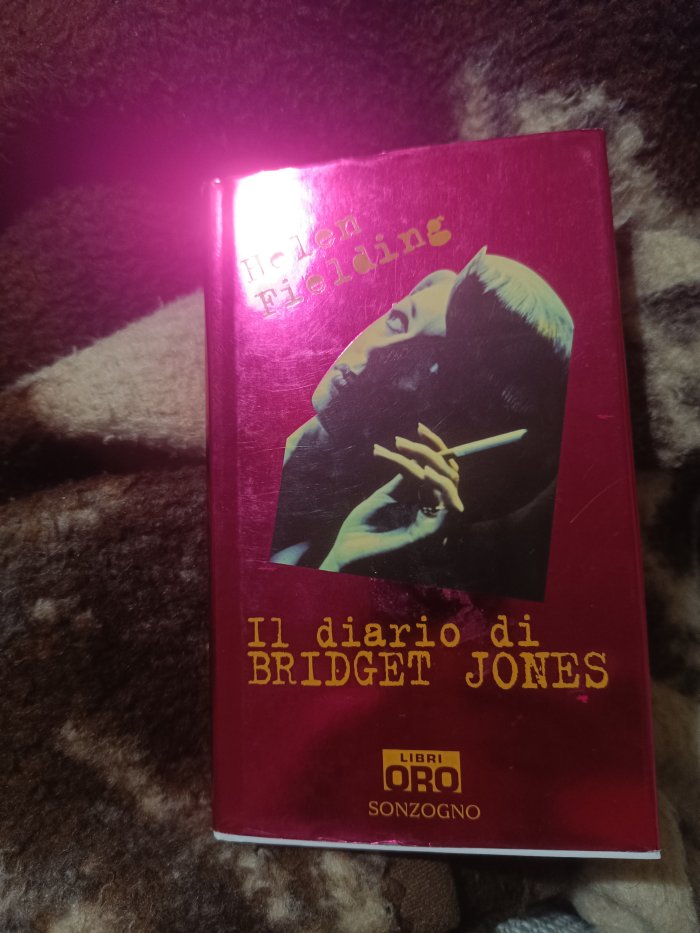 Helen
Fielding
Il diario di
BRIDGET JONES
LIBRI
ORO
SONZOGNO